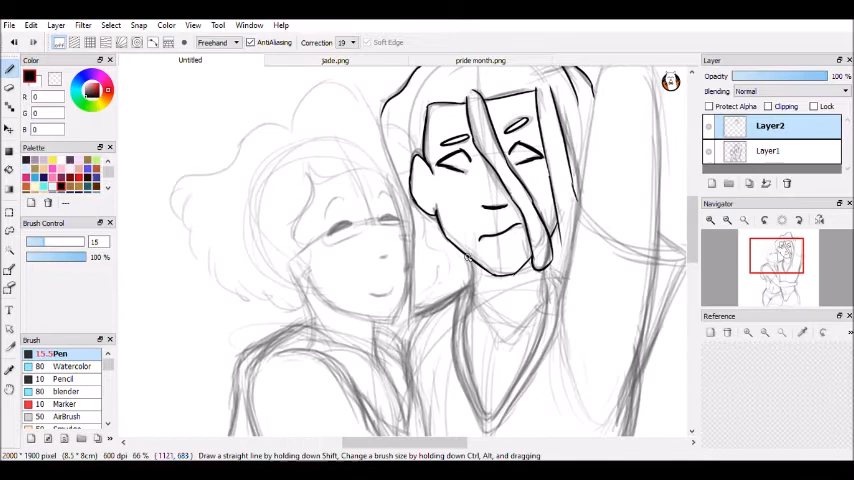 File Edit Layer Filter Select Snap Color View Tool Window Help
OFF Freehand AntiAliasing Correction 19 Soft Edge
Color
Untitled jade.png pride month.png
Layer
Opacity 100 %
R 0
Blending Normal
G 0
Protect Alpha Clipping Lock
B 0
Layer2
Palette
Layer1
---
Brush Control
Navigator
15
100 %
Reference
Brush
15.5 Pen
80 Watercolor
10 Pencil
80 blender
10 Marker
50 AirBrush
2000 * 1900 pixel (8.5 * 8cm) 600 dpi 66 % ( 1121, 683 ) Draw a straight line by holding down Shift, Change a brush size by holding down Ctrl, Alt, and dragging